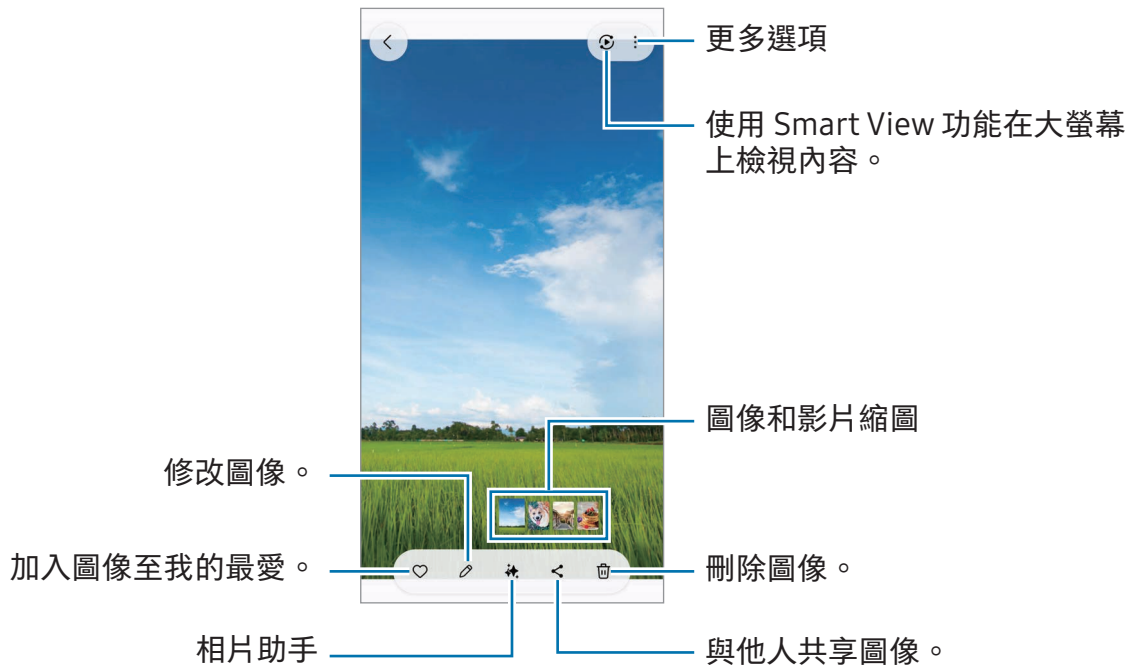 更多選項
使用 Smart View 功能在大螢幕
上檢視內容。
圖像和影片縮圖
修改圖像。
加入圖像至我的最愛。
刪除圖像。
相片助手
與他人共享圖像。